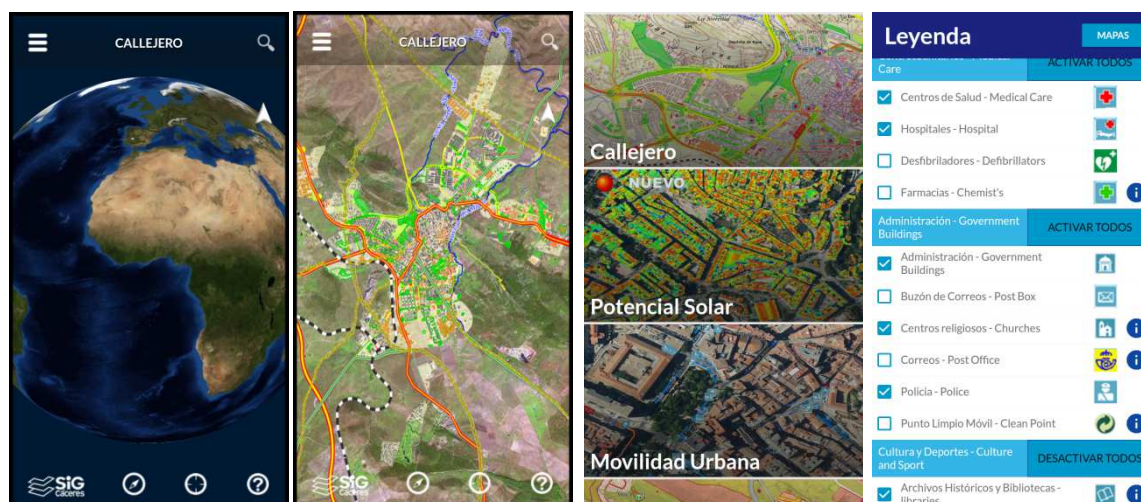 CALLEJERO
SIG
cáceres
?
CALLEJERO
SIG
cáceres
?
Callejero
NUEVO
Potencial Solar
Movilidad Urbana
Leyenda
MAPAS
Care
ACTIVAR TODOS
Centros de Salud - Medical Care
Hospitales - Hospital
Desfibriladores - Defibrillators
Farmacias - Chemist's
i
Administración - Government
Buildings
ACTIVAR TODOS
Administración - Government
Buildings
Buzón de Correos - Post Box
Centros religiosos - Churches
i
Correos - Post Office
i
Policia - Police
Punto Limpio Móvil - Clean Point
i
Cultura y Deportes - Culture
and Sport
DESACTIVAR TODOS
Archivos Históricos y Bibliotecas -
libraries
i